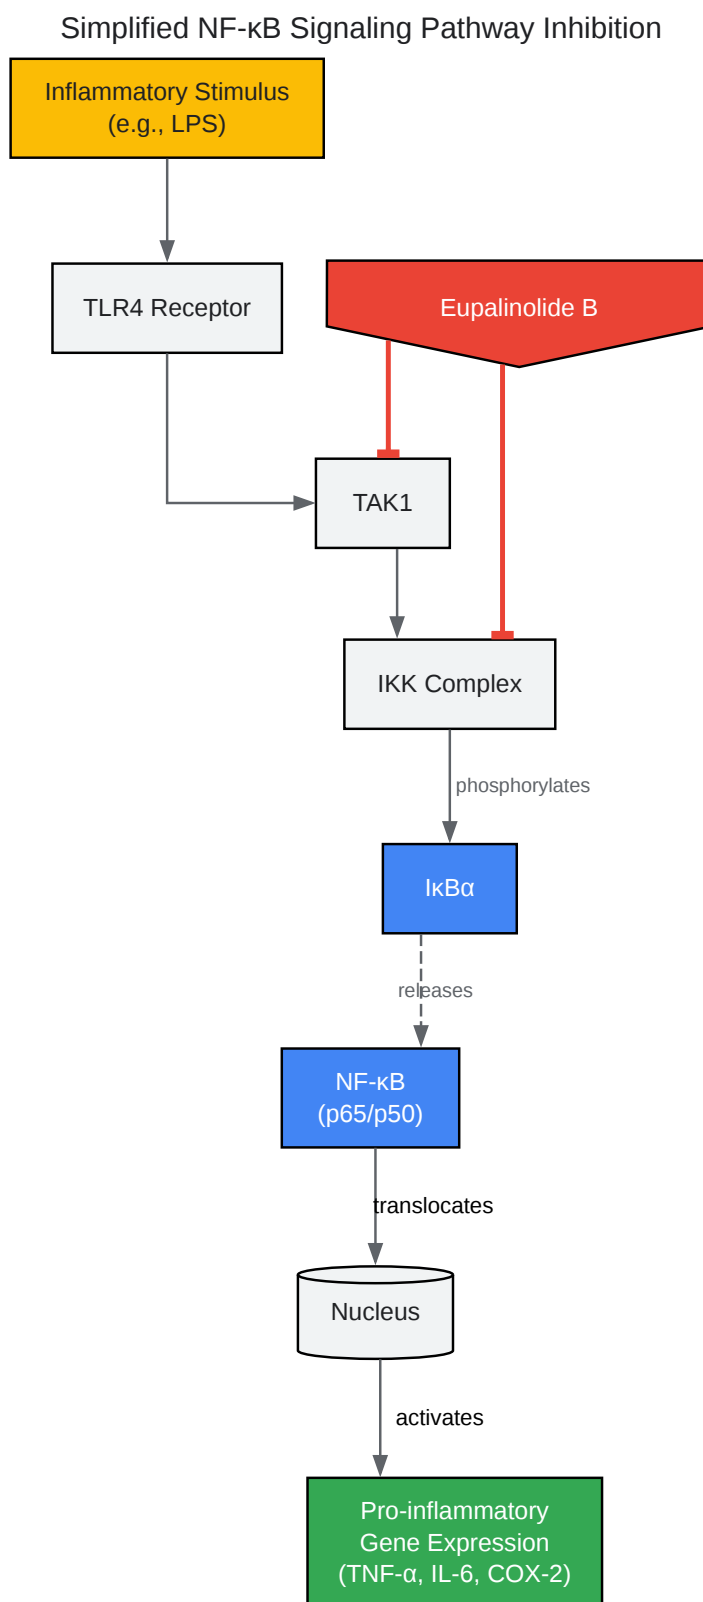 Simplified NF-κB Signaling Pathway Inhibition
Inflammatory Stimulus
(e.g., LPS)
TLR4 Receptor
Eupalinolide B
TAK1
IKK Complex
phosphorylates
IκBα
releases
NF-κB
(p65/p50)
translocates
Nucleus
activates
Pro-inflammatory
Gene Expression
(TNF-α, IL-6, COX-2)